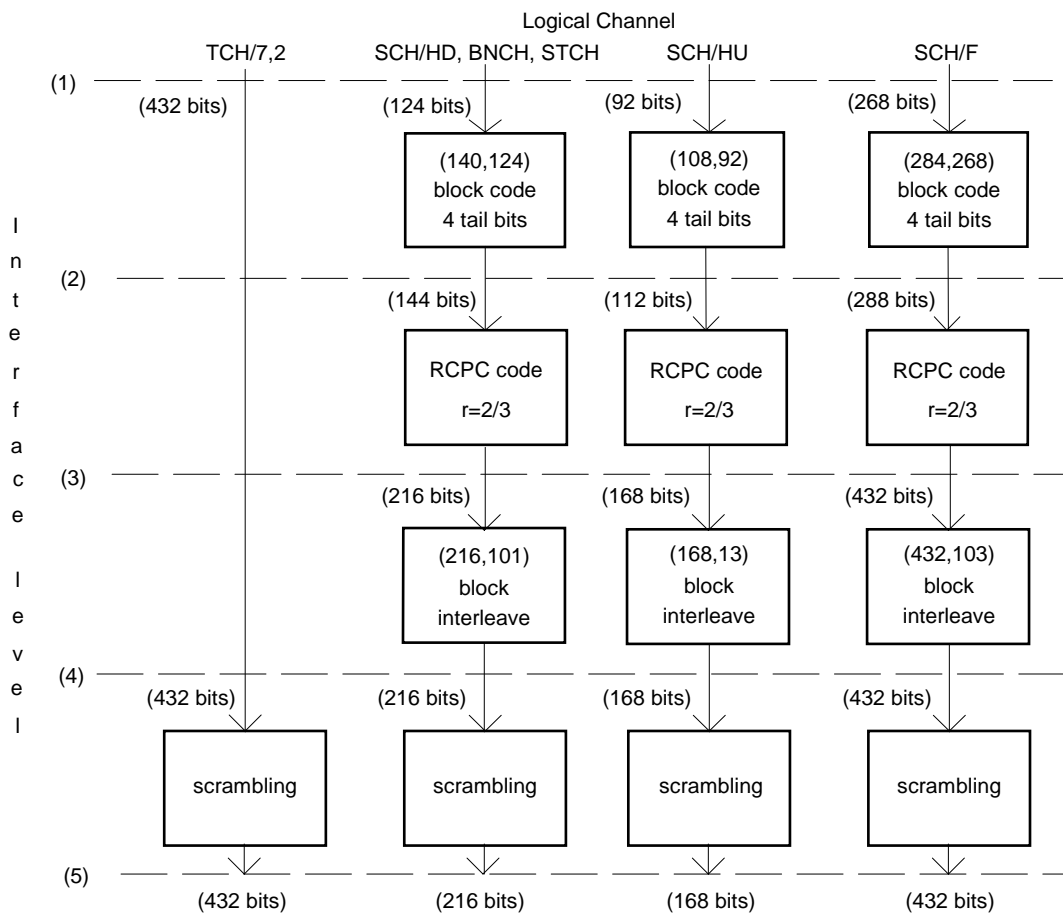 Logical Channel
TCH/7,2 SCH/HD, BNCH, STCH SCH/HU SCH/F
(1)
(432 bits) (124 bits) (92 bits) (268 bits)
(140,124) (108,92) (284,268)
block code block code block code
4 tail bits 4 tail bits 4 tail bits
(2)
(144 bits) (112 bits) (288 bits)
RCPC code RCPC code RCPC code
r=2/3 r=2/3 r=2/3
(3)
(216 bits) (168 bits) (432 bits)
(216,101) (168,13) (432,103)
block block block
interleave interleave interleave
(4)
(432 bits) (216 bits) (168 bits) (432 bits)
scrambling scrambling scrambling scrambling
(5)
(432 bits) (216 bits) (168 bits) (432 bits)
Interface level